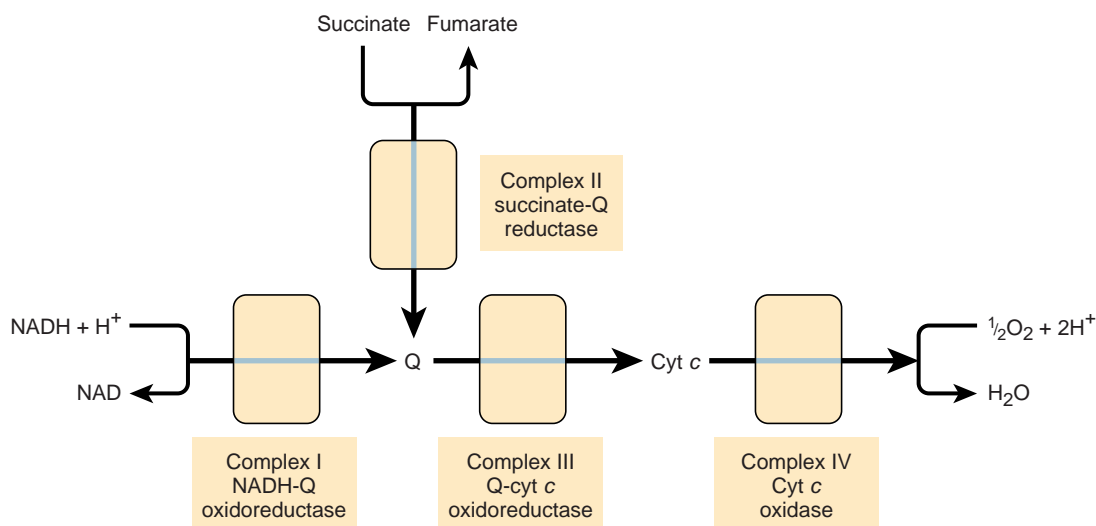 Succinate Fumarate
Complex II
succinate-Q
reductase
NADH + H⁺
NAD
Q
Cyt c
½O₂ + 2H⁺
H₂O
Complex I
NADH-Q
oxidoreductase
Complex III
Q-cyt c
oxidoreductase
Complex IV
Cyt c
oxidase